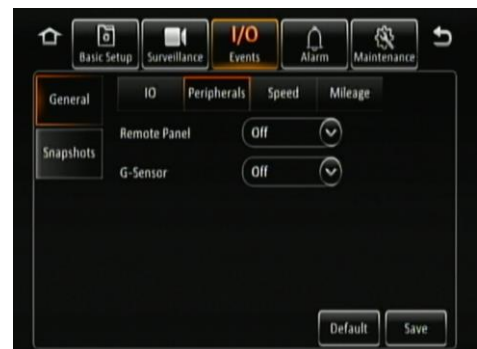 I/O
Basic Setup Surveillance Events Alarm Maintenance
General IO Peripherals Speed Mileage
Remote Panel Off
Snapshots
G-Sensor Off
Default Save